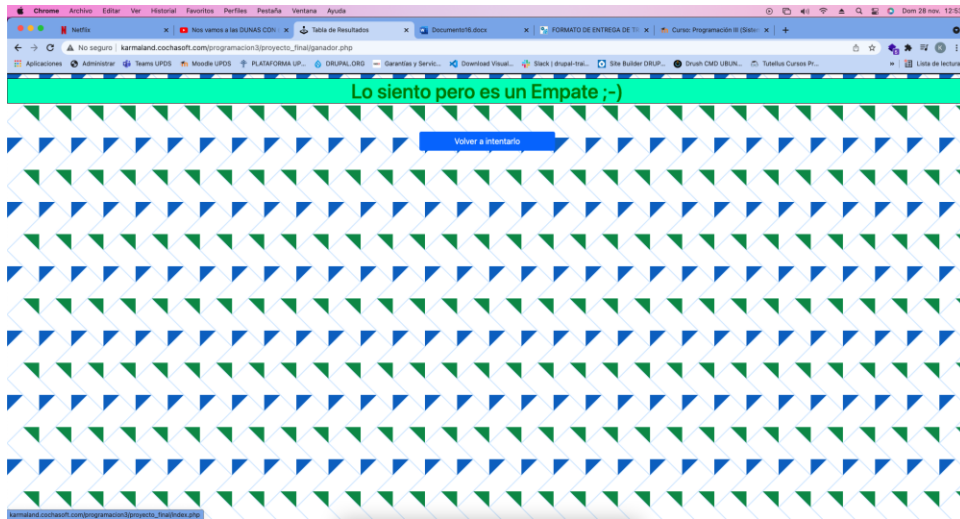 Chrome Archivo Editar Ver Historial Favoritos Perfiles Pestaña Ventana Ayuda Dom 28 nov. 12:53
Netflix Nos vamos a las DUNAS CON Tabla de Resultados Documento16.docx FORMATO DE ENTREGA DE Curso: Programación III (Siste
No seguro karmaland.cochasoft.com/programacion3/proyecto_final/ganador.php
Aplicaciones Administrar Teams UPDS Moodle UPDS PLATAFORMA UP... DRUPAL.ORG Garantías y Servic... Download Visual... Slack | drupal-trai... Site Builder DRUP... Drush CMD UBUN... Tutellus Cursos Pr... » Lista de lectura
Lo siento pero es un Empate ;-)
Volver a intentarlo
karmaland.cochasoft.com/programacion3/proyecto_final/index.php